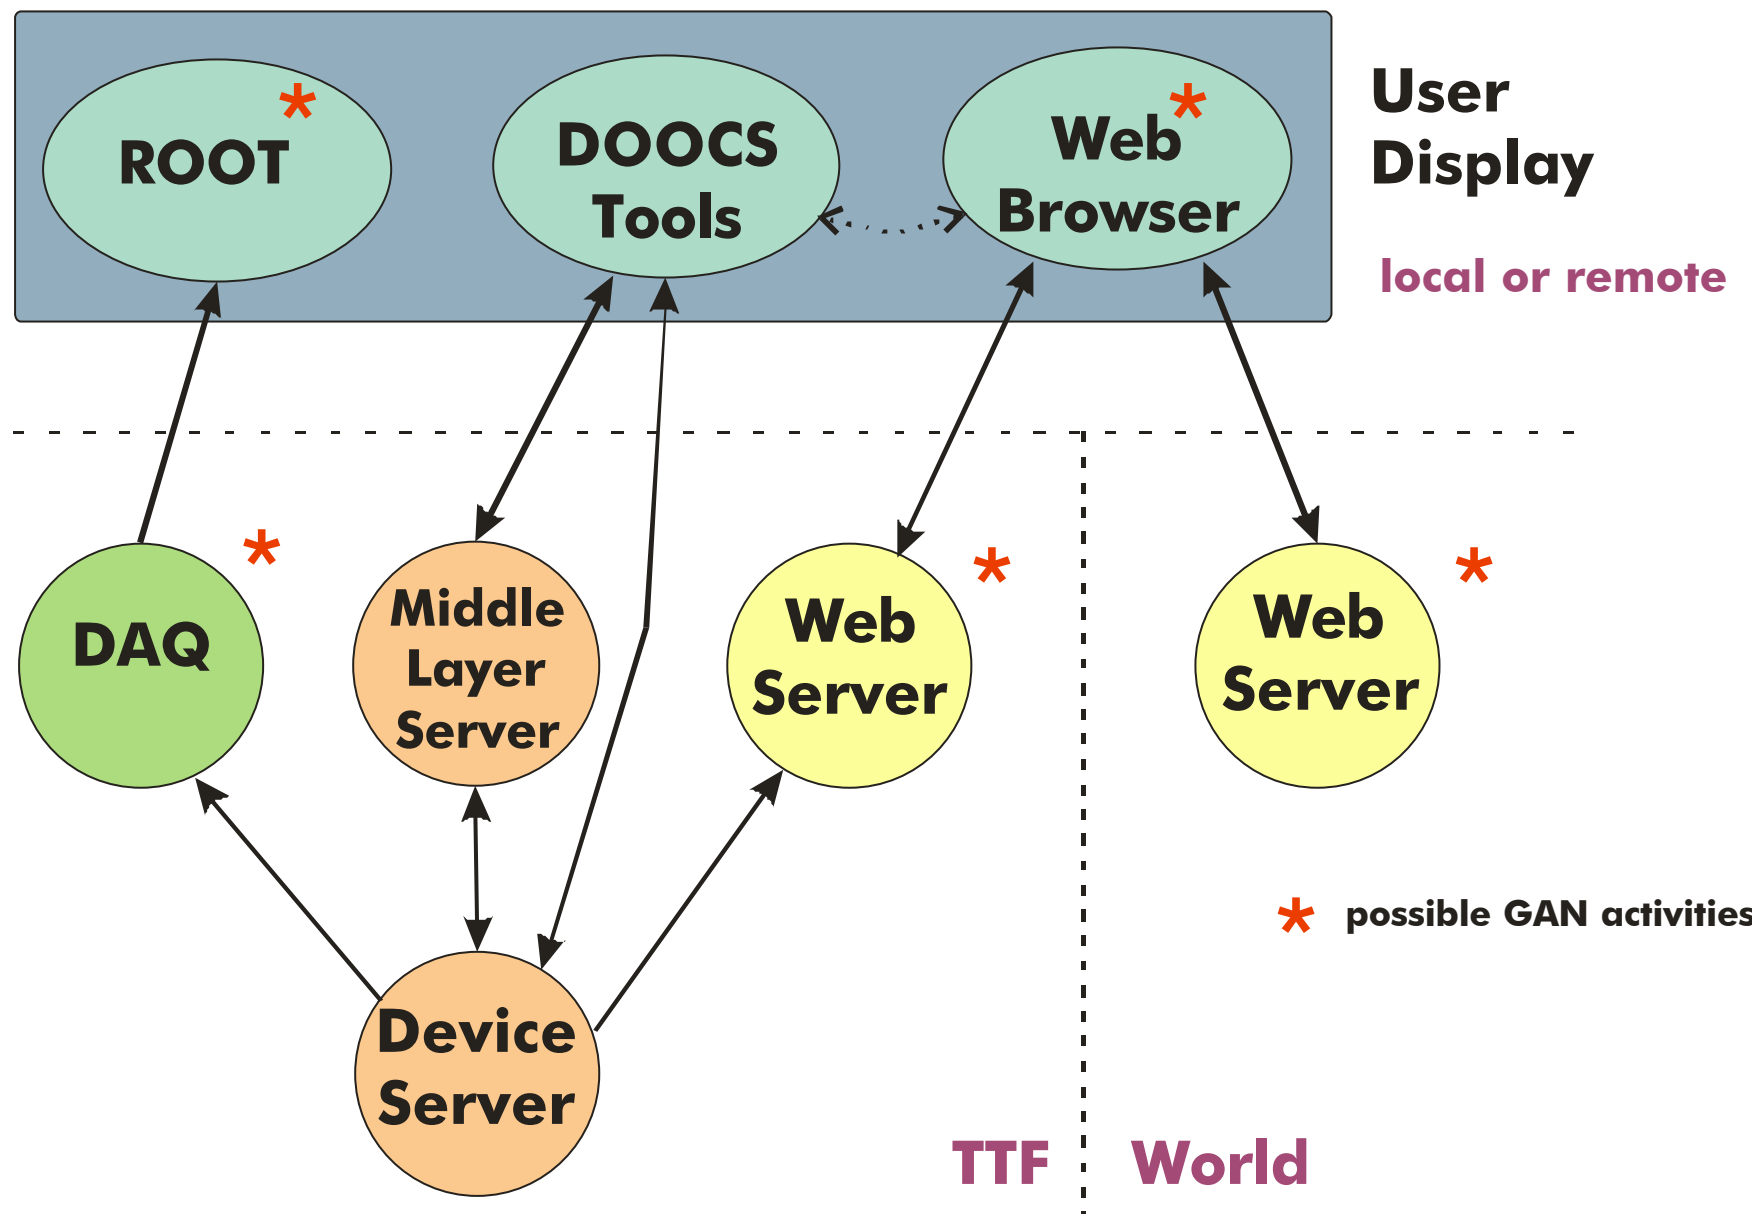 ROOT *
DOOCS
Tools
Web *
Browser
User
Display
local or remote
DAQ *
Middle
Layer
Server
Web
Server *
Web
Server *
* possible GAN activities
Device
Server
TTF
World